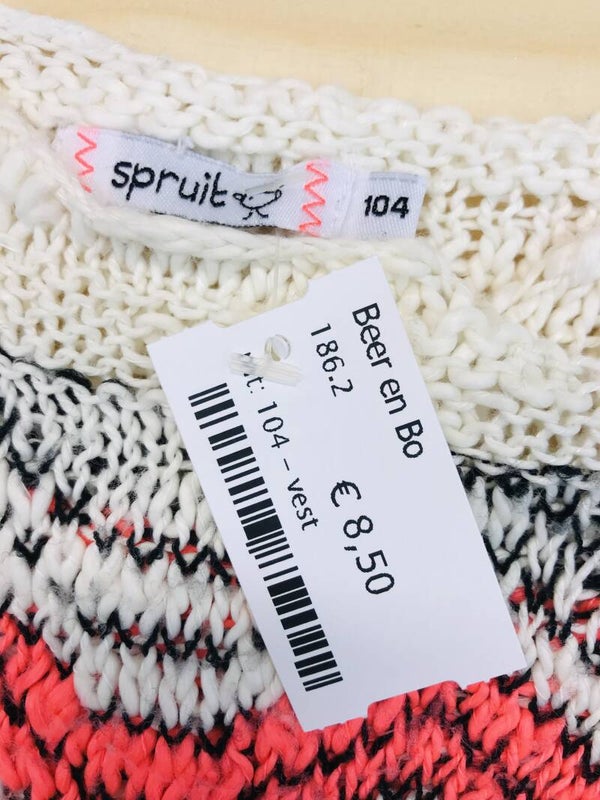 spruit
104
Beer en Bo
186.2
€ 8,50
104 – vest